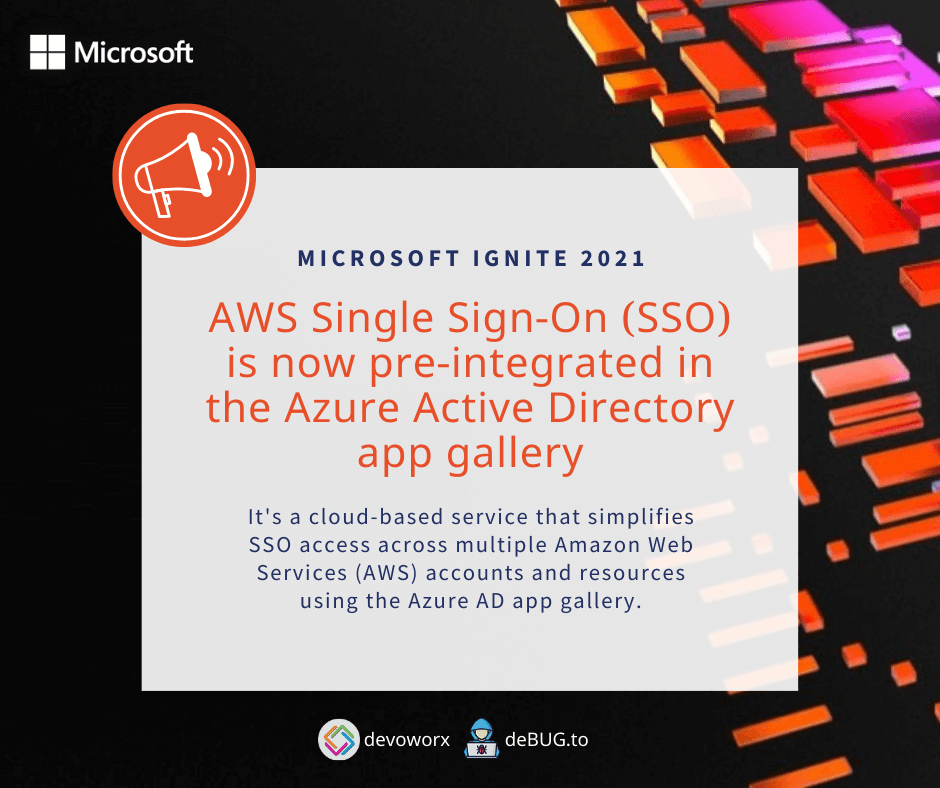 Microsoft
MICROSOFT IGNITE 2021
AWS Single Sign-On (SSO)
is now pre-integrated in
the Azure Active Directory
app gallery
It's a cloud-based service that simplifies
SSO access across multiple Amazon Web
Services (AWS) accounts and resources
using the Azure AD app gallery.
devoworx deBUG.to